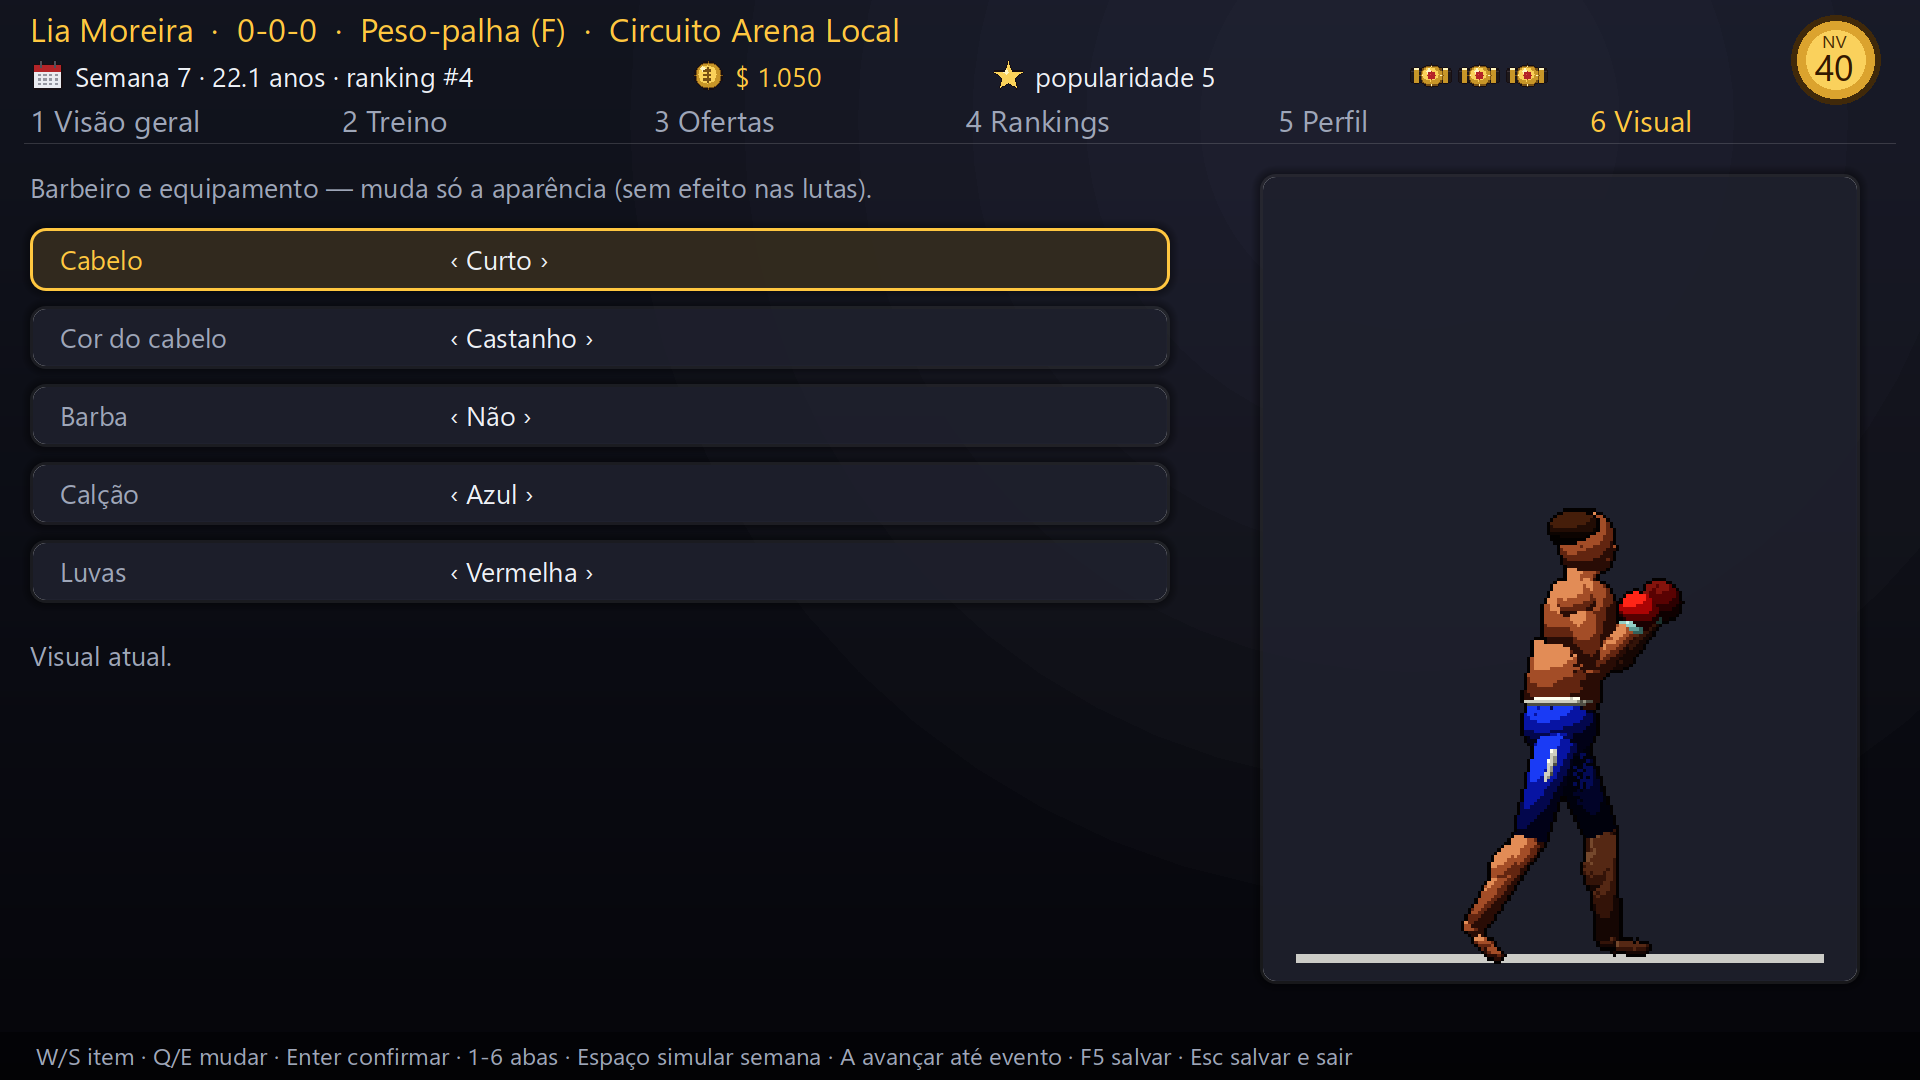 Lia Moreira · 0-0-0 · Peso-palha (F) · Circuito Arena Local
Semana 7 · 22.1 anos · ranking #4
$ 1.050
popularidade 5
NV
40
1 Visão geral
2 Treino
3 Ofertas
4 Rankings
5 Perfil
6 Visual
Barbeiro e equipamento — muda só a aparência (sem efeito nas lutas).
Cabelo ‹ Curto ›
Cor do cabelo ‹ Castanho ›
Barba ‹ Não ›
Calção ‹ Azul ›
Luvas ‹ Vermelha ›
Visual atual.
W/S item · Q/E mudar · Enter confirmar · 1-6 abas · Espaço simular semana · A avançar até evento · F5 salvar · Esc salvar e sair